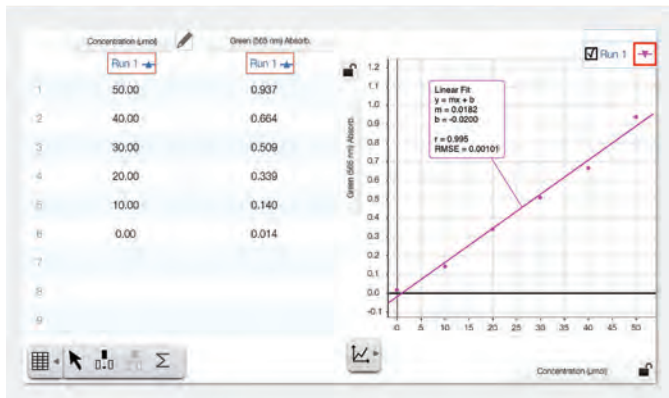 Concentration (μmol)
Green (565 nm) Absorb.
Run 1
Run 1
1 50.00 0.937
2 40.00 0.664
3 30.00 0.509
4 20.00 0.339
5 10.00 0.140
6 0.00 0.014
7
8
9
Run 1
Green (565 nm) Absorb.
1.2
1.1
1.0
0.9
0.8
0.7
0.6
0.5
0.4
0.3
0.2
0.1
0.0
-0.1
Linear Fit
y = mx + b
m = 0.0182
b = -0.0200
r = 0.995
RMSE = 0.00101
0 5 10 15 20 25 30 35 40 45 50
Concentration (μmol)
Σ